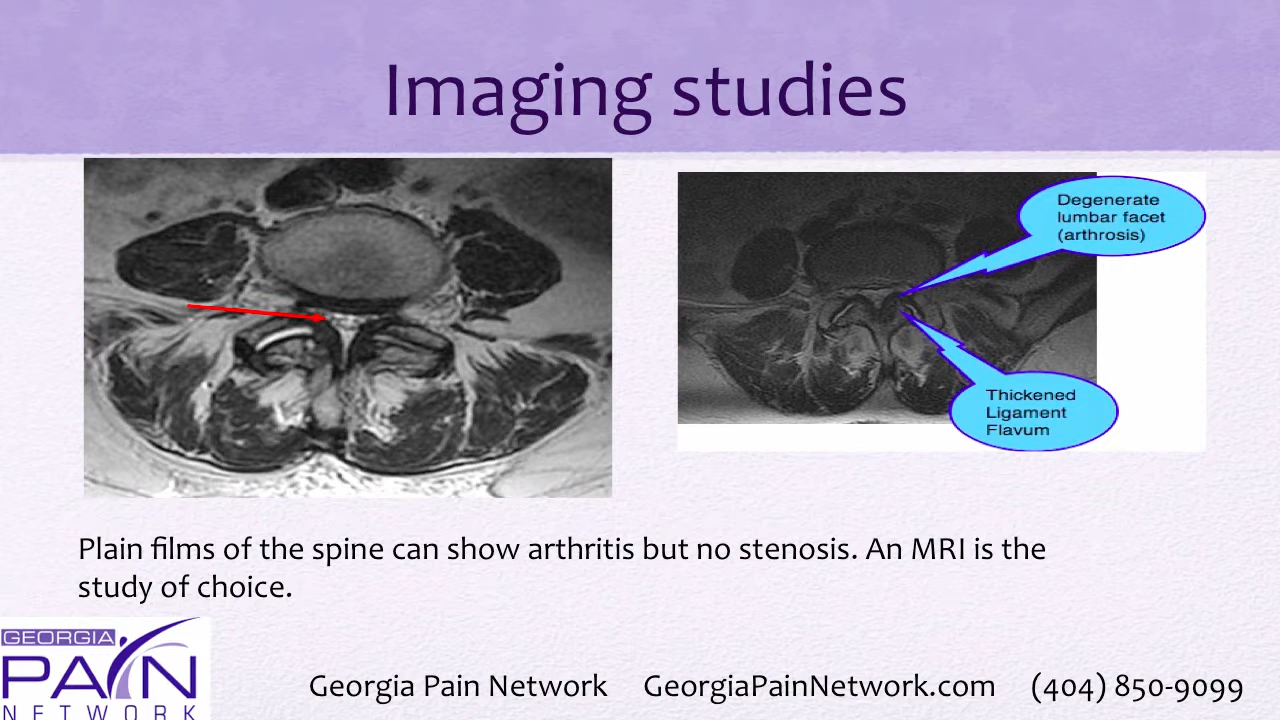 Imaging studies
Degenerate
lumbar facet
(arthrosis)
Thickened
Ligament
Flavum
Plain films of the spine can show arthritis but no stenosis. An MRI is the
study of choice.
GEORGIA
PAIN
NETWORK
Georgia Pain Network GeorgiaPainNetwork.com (404) 850-9099